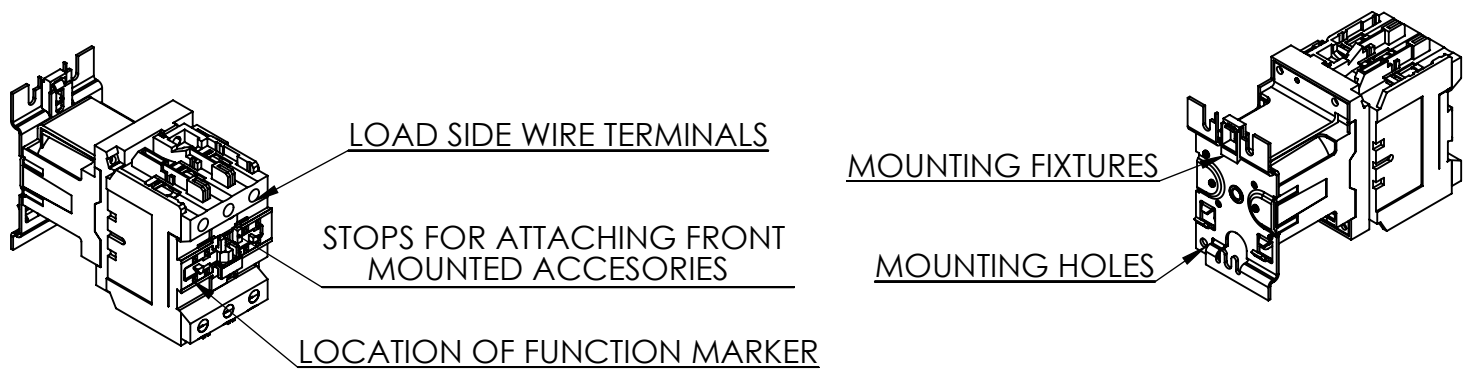 LOAD SIDE WIRE TERMINALS
STOPS FOR ATTACHING FRONT
MOUNTED ACCESORIES
LOCATION OF FUNCTION MARKER
MOUNTING FIXTURES
MOUNTING HOLES